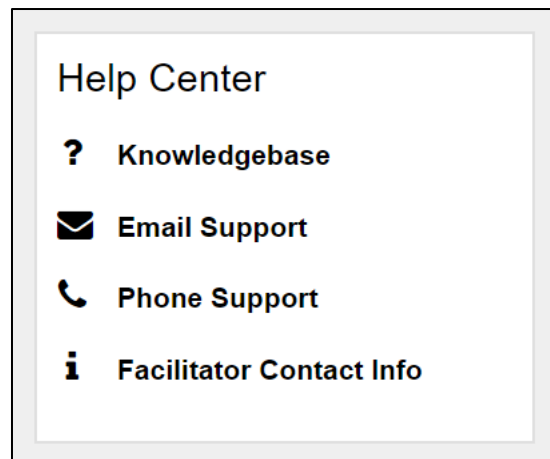 Help Center
? Knowledgebase
Email Support
Phone Support
i Facilitator Contact Info